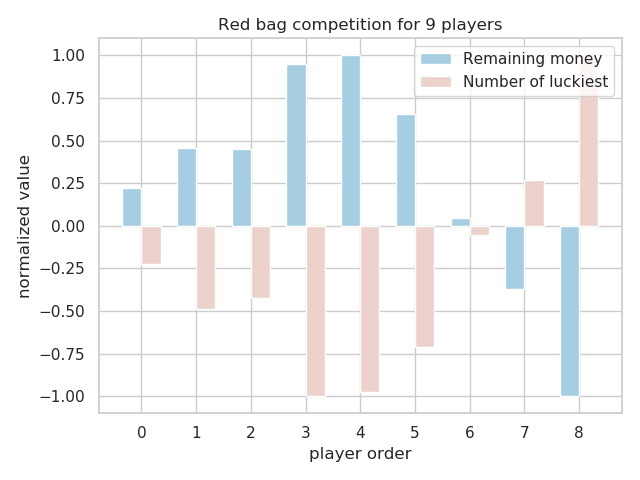 Red bag competition for 9 players
Remaining money
Number of luckiest
normalized value
1.00
0.75
0.50
0.25
0.00
−0.25
−0.50
−0.75
−1.00
0 1 2 3 4 5 6 7 8
player order